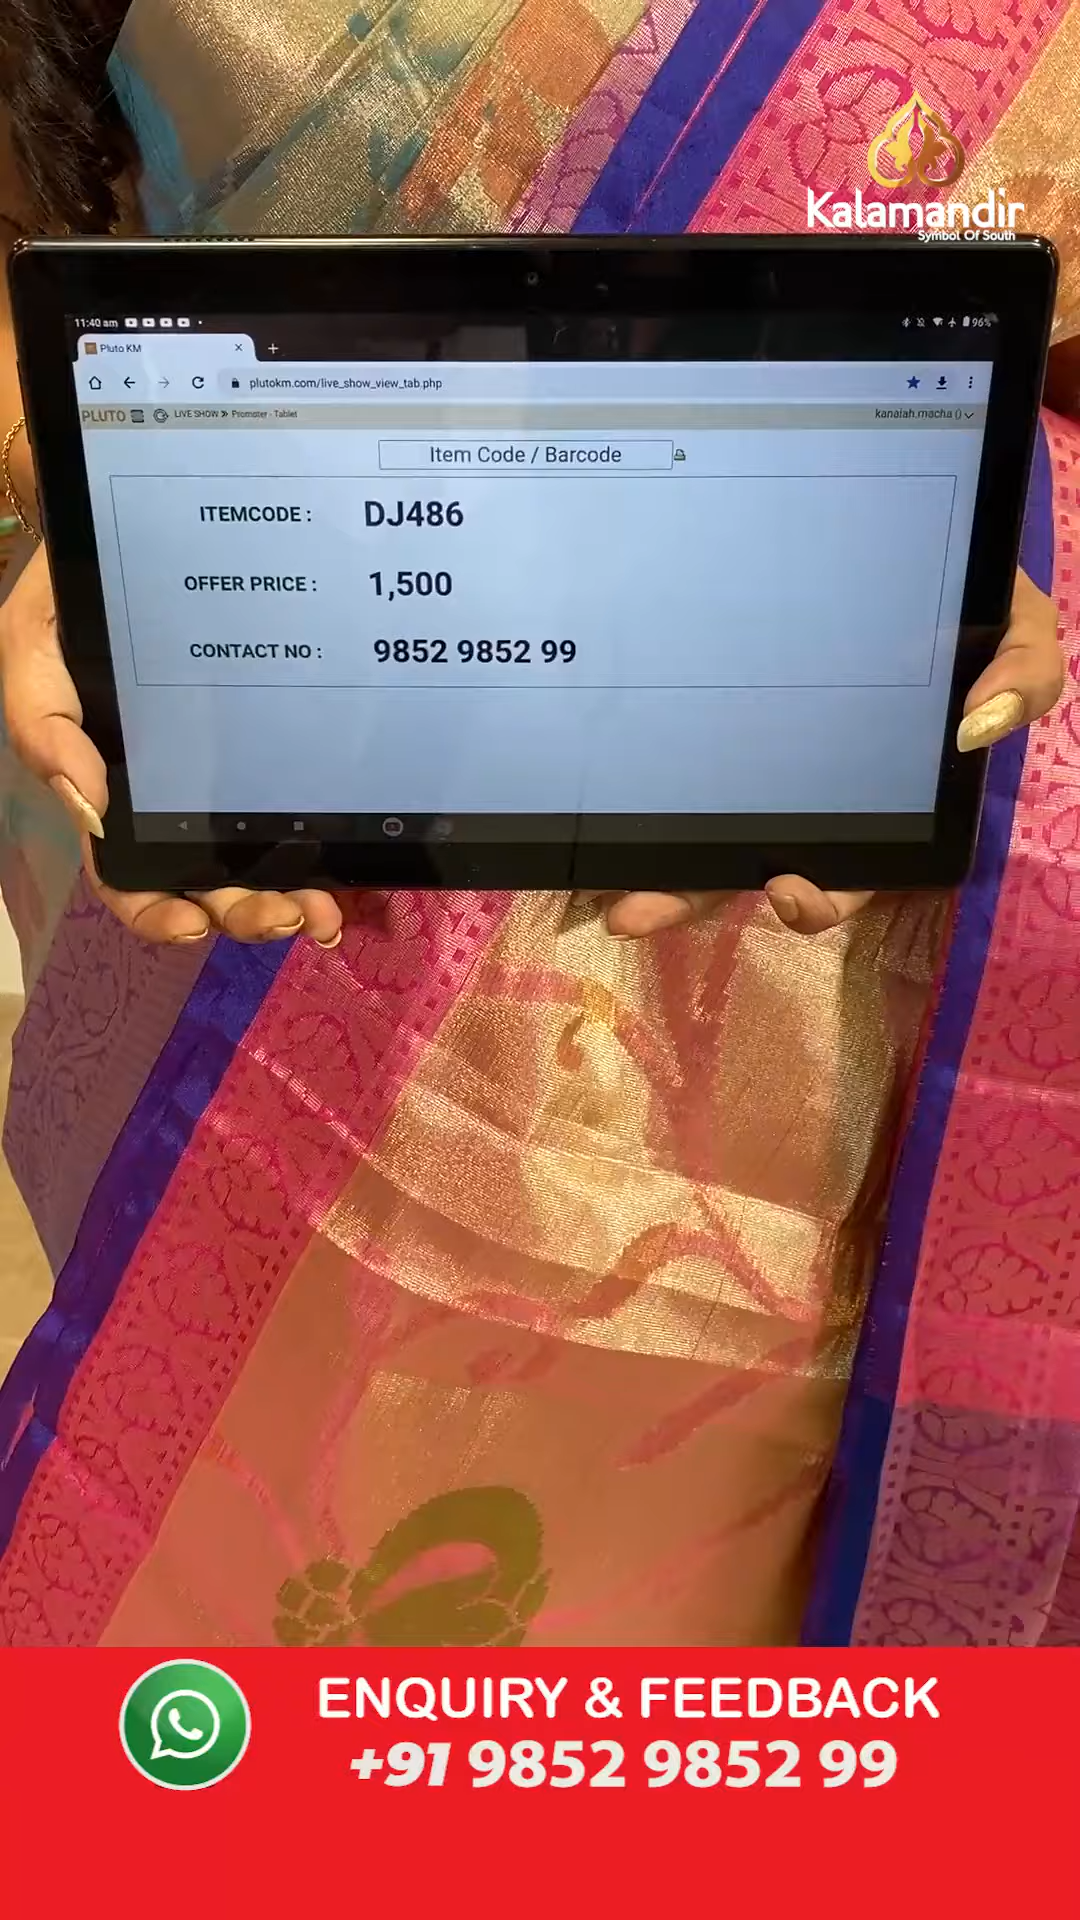 Kalamandir
Symbol Of South
11:40 am
96%
Pluto KM
plutokm.com/live_show_view_tab.php
PLUTO
LIVE SHOW » Promoter - Tablet
kanaiah.macha ()
Item Code / Barcode
ITEMCODE : DJ486
OFFER PRICE : 1,500
CONTACT NO : 9852 9852 99
ENQUIRY & FEEDBACK
+91 9852 9852 99